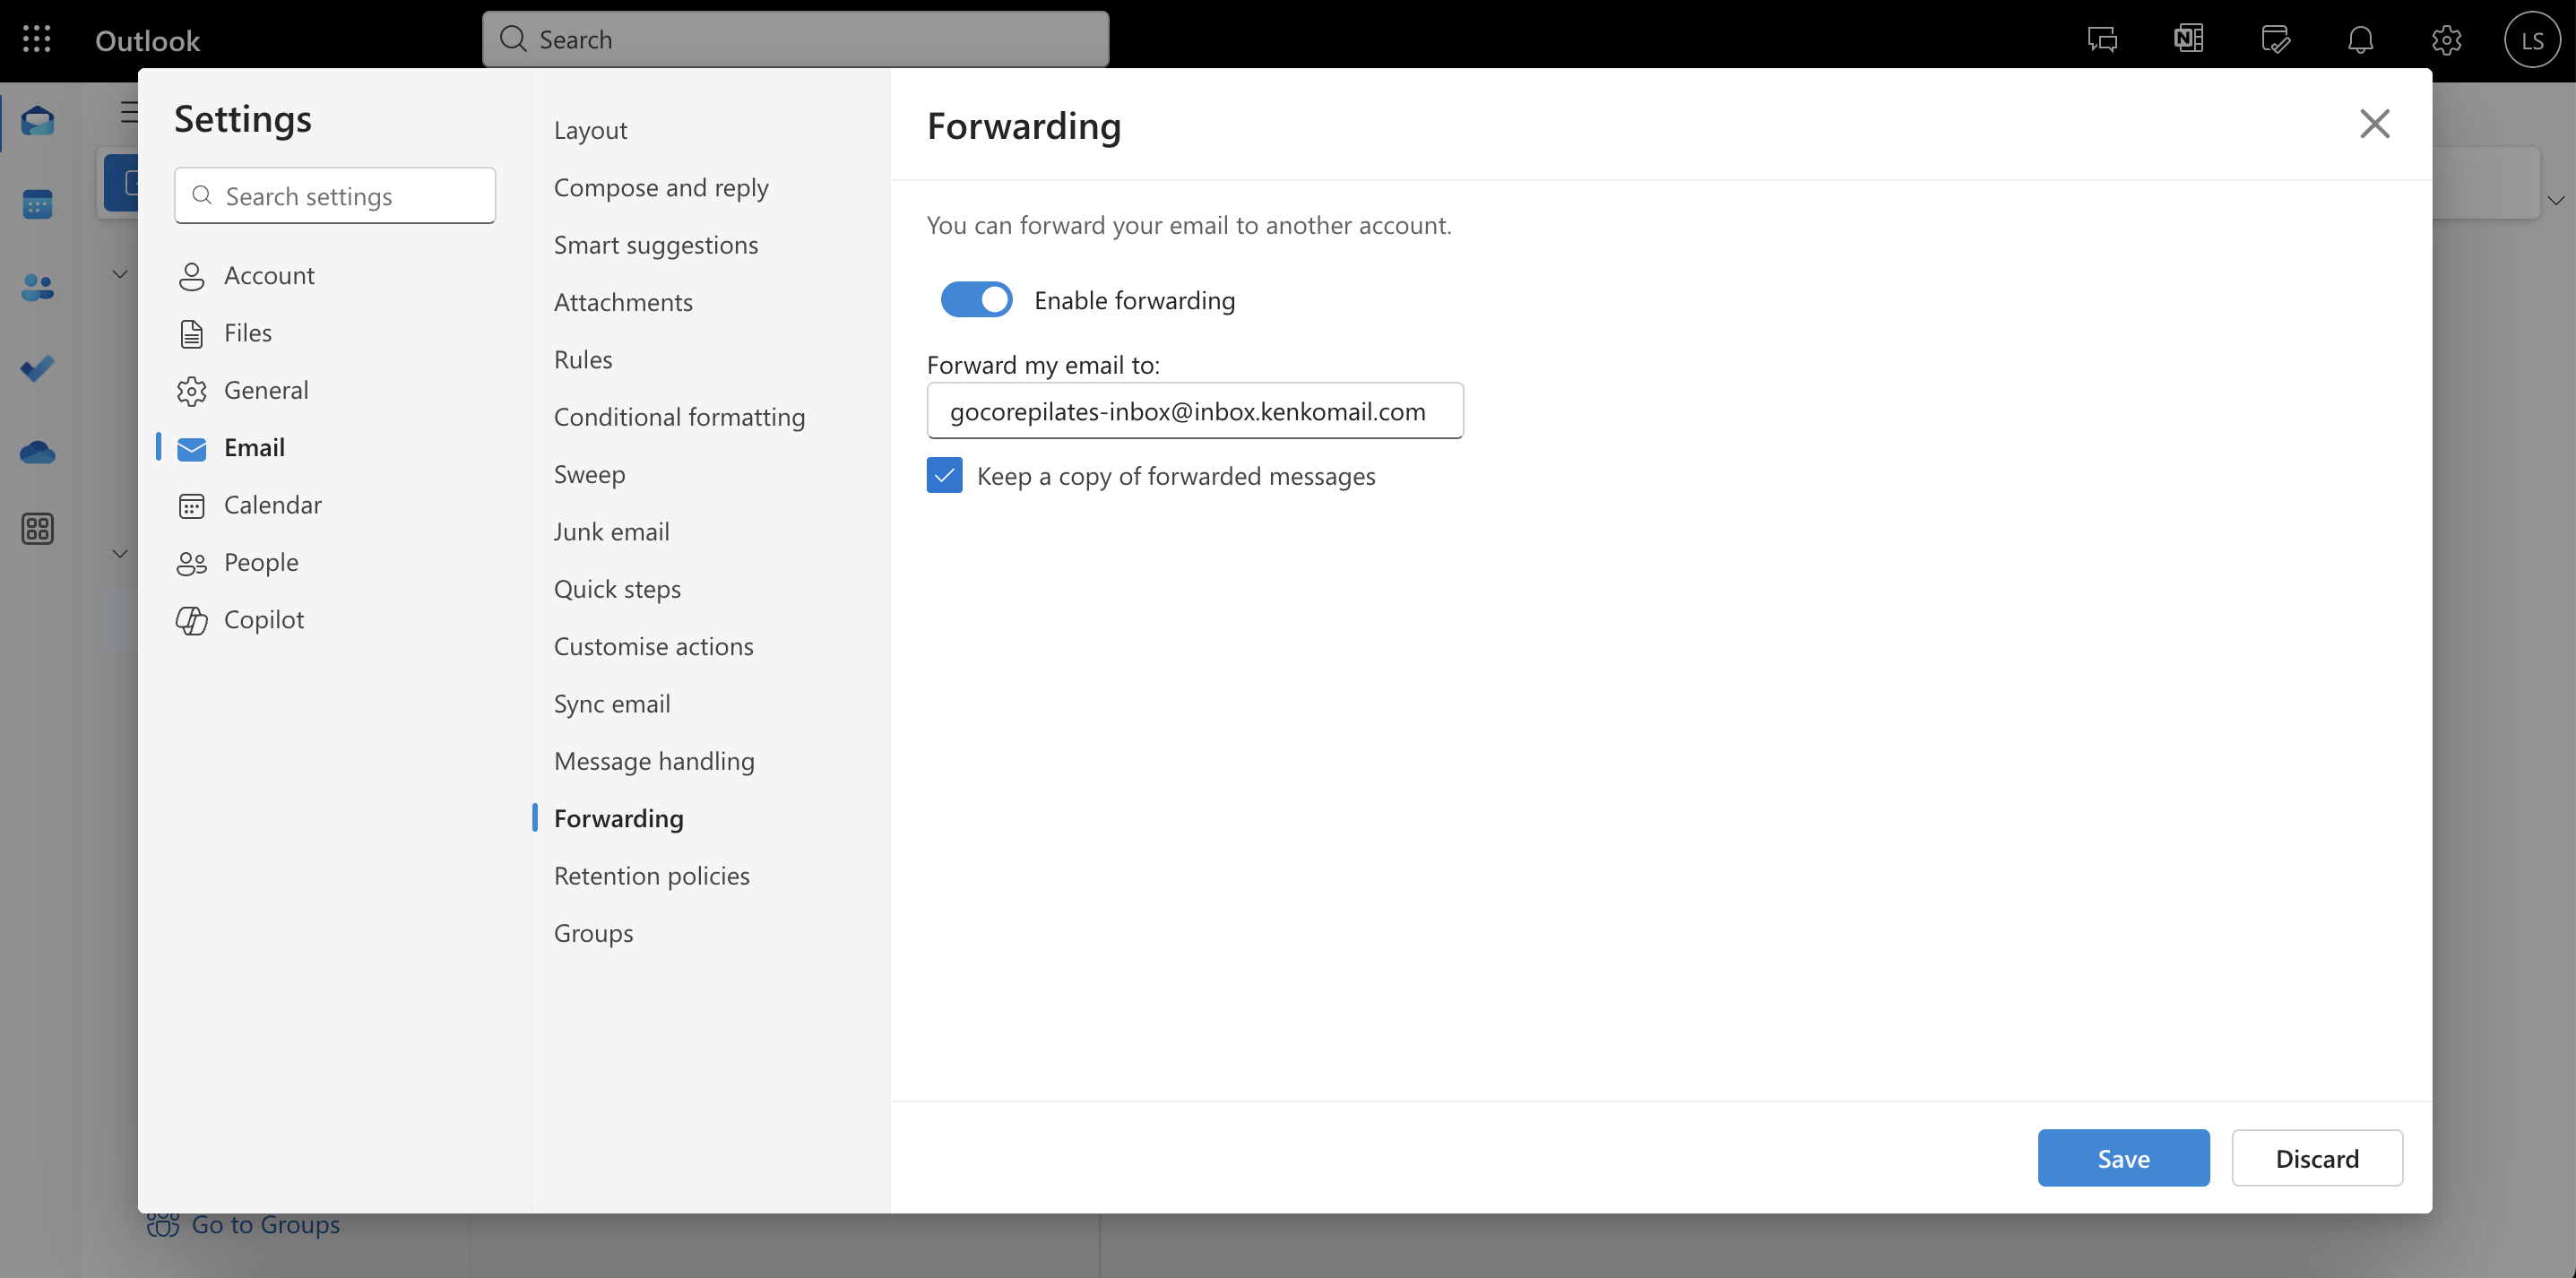 Outlook
Search
LS
Settings
Search settings
Account
Files
General
Email
Calendar
People
Copilot
Layout
Compose and reply
Smart suggestions
Attachments
Rules
Conditional formatting
Sweep
Junk email
Quick steps
Customise actions
Sync email
Message handling
Forwarding
Retention policies
Groups
Forwarding
You can forward your email to another account.
Enable forwarding
Forward my email to:
gocorepilates-inbox@inbox.kenkomail.com
Keep a copy of forwarded messages
Save
Discard
Go to Groups